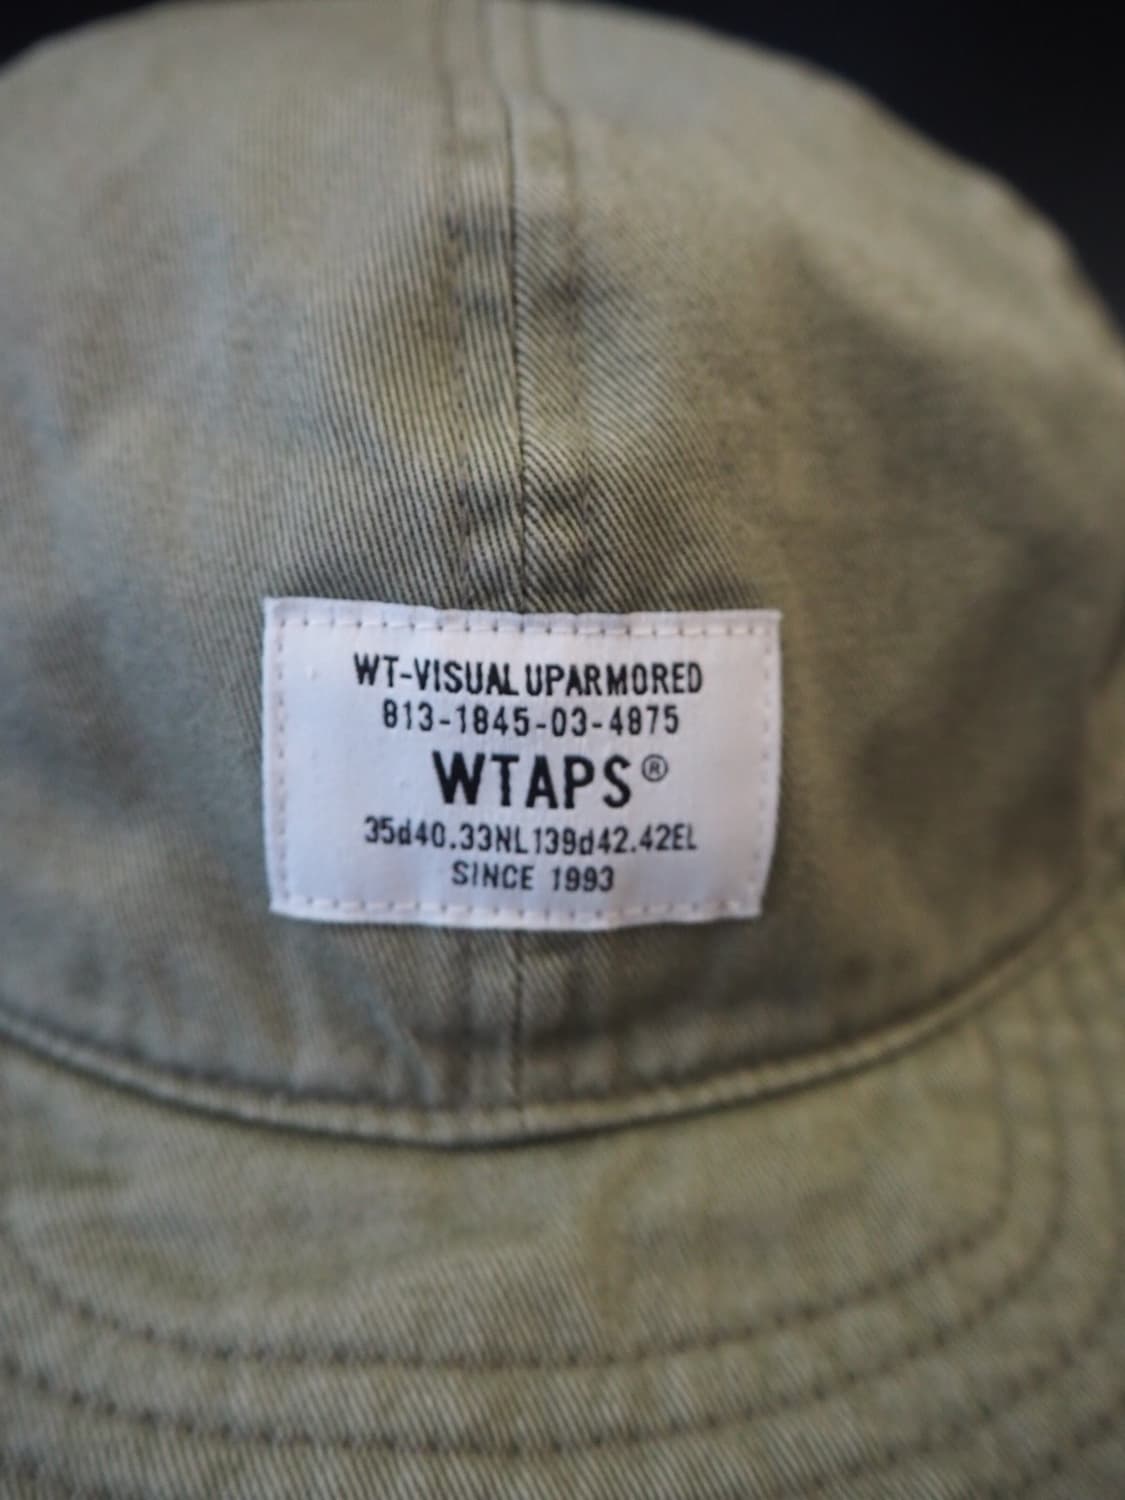 WT-VISUAL UPARMORED
813-1845-03-4875
WTAPS®
35d40.33NL139d42.42EL
SINCE 1993